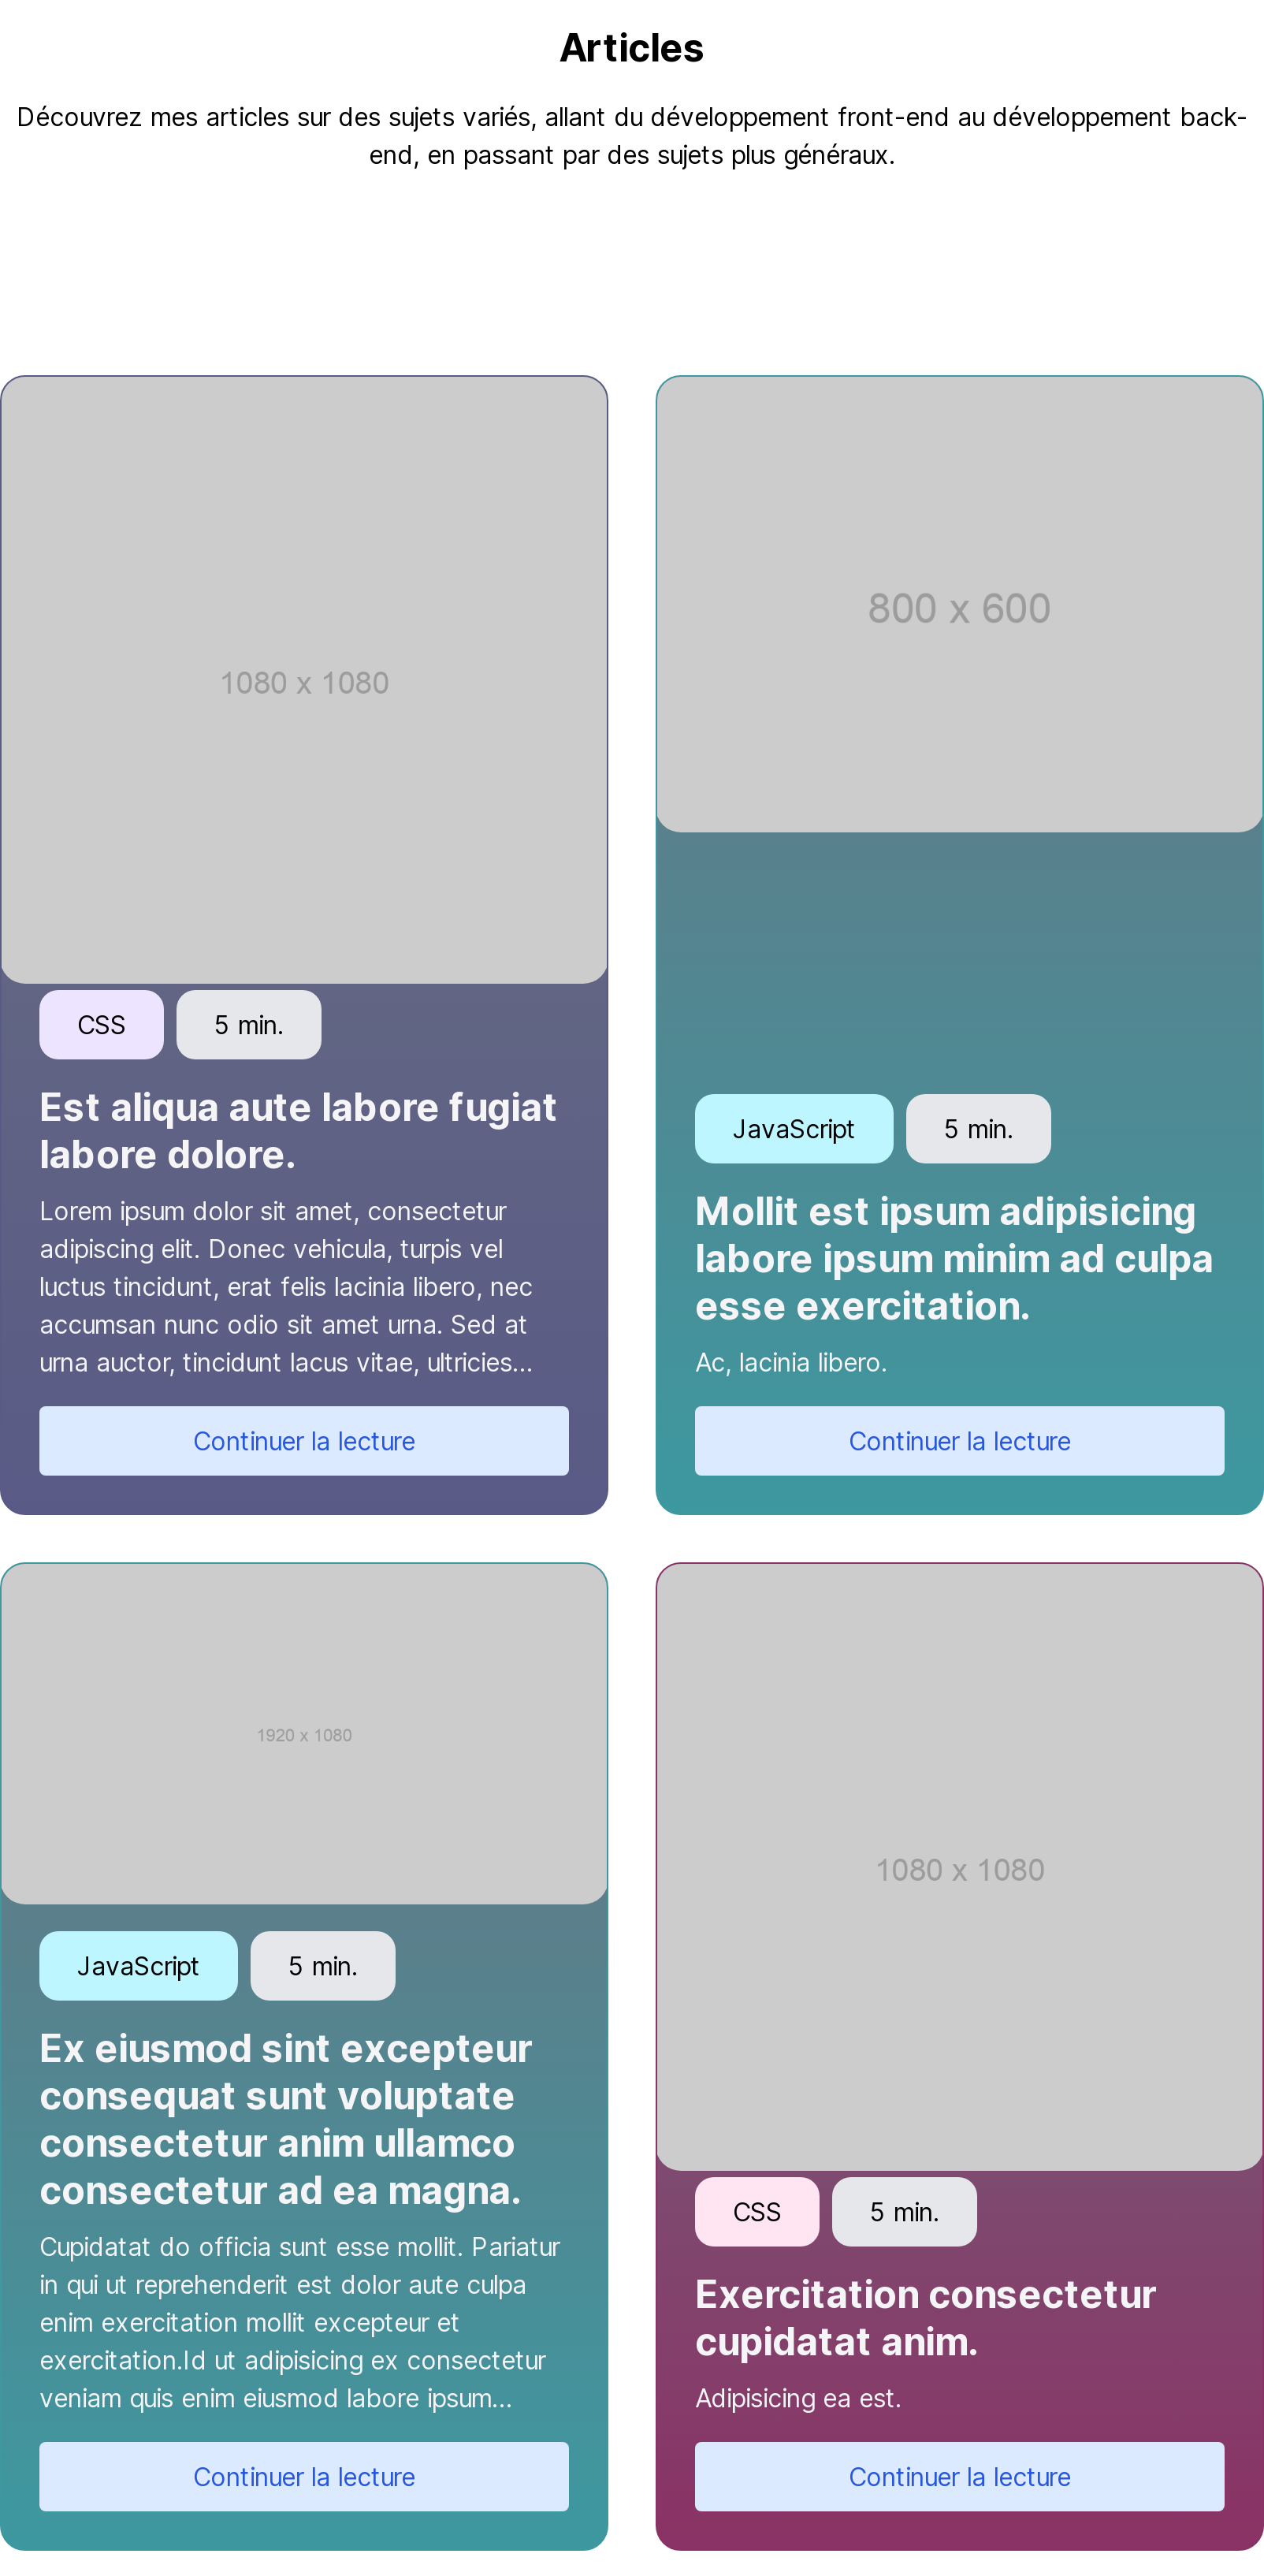 Articles
Découvrez mes articles sur des sujets variés, allant du développement front-end au développement back-
end, en passant par des sujets plus généraux.
1080 x 1080
CSS
5 min.
Est aliqua aute labore fugiat
labore dolore.
Lorem ipsum dolor sit amet, consectetur
adipiscing elit. Donec vehicula, turpis vel
luctus tincidunt, erat felis lacinia libero, nec
accumsan nunc odio sit amet urna. Sed at
urna auctor, tincidunt lacus vitae, ultricies...
Continuer la lecture
800 x 600
JavaScript
5 min.
Mollit est ipsum adipisicing
labore ipsum minim ad culpa
esse exercitation.
Ac, lacinia libero.
Continuer la lecture
1920 x 1080
JavaScript
5 min.
Ex eiusmod sint excepteur
consequat sunt voluptate
consectetur anim ullamco
consectetur ad ea magna.
Cupidatat do officia sunt esse mollit. Pariatur
in qui ut reprehenderit est dolor aute culpa
enim exercitation mollit excepteur et
exercitation.Id ut adipisicing ex consectetur
veniam quis enim eiusmod labore ipsum...
Continuer la lecture
1080 x 1080
CSS
5 min.
Exercitation consectetur
cupidatat anim.
Adipisicing ea est.
Continuer la lecture